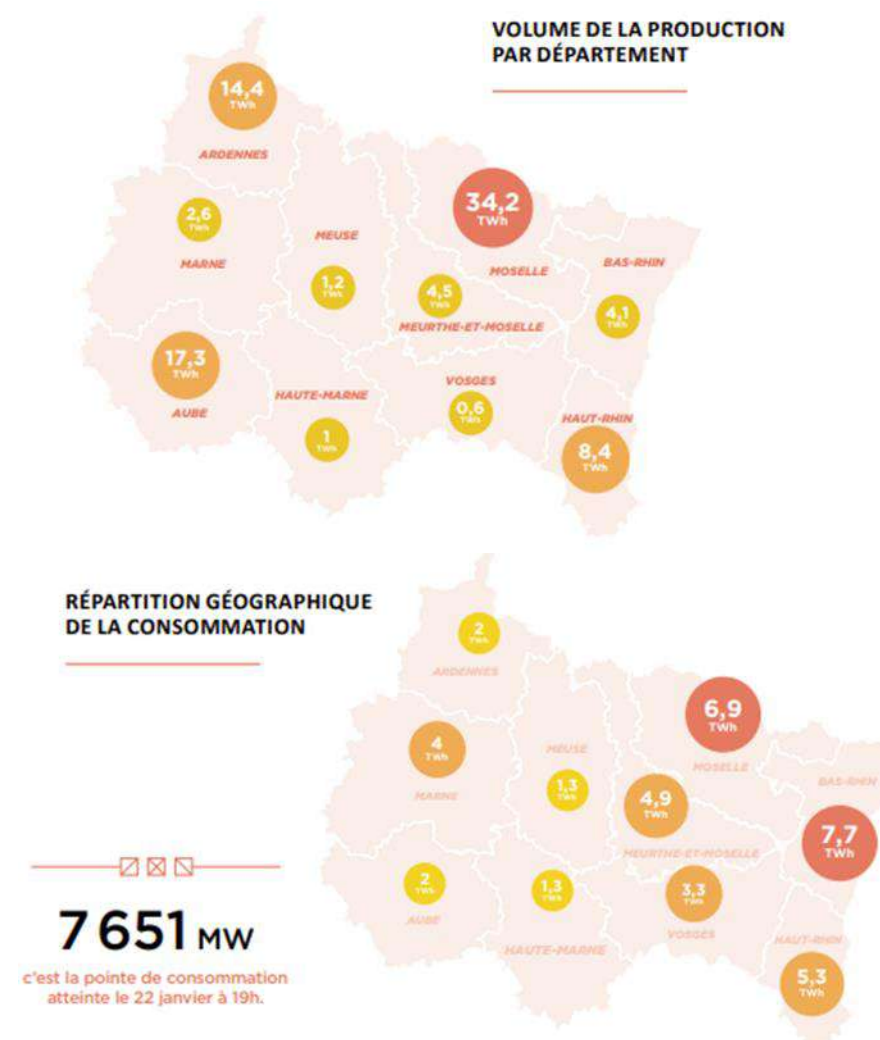 VOLUME DE LA PRODUCTION
PAR DÉPARTEMENT
14,4
TWh
ARDENNES
2,6
TWh
MARNE
MEUSE
1,2
TWh
34,2
TWh
MOSELLE
4,5
TWh
MEURTHE-ET-MOSELLE
BAS-RHIN
4,1
TWh
17,3
TWh
AUBE
HAUTE-MARNE
1
TWh
VOSGES
0,6
TWh
HAUT-RHIN
8,4
TWh
RÉPARTITION GÉOGRAPHIQUE
DE LA CONSOMMATION
2
TWh
ARDENNES
4
TWh
MARNE
MEUSE
1,3
TWh
6,9
TWh
MOSELLE
4,9
TWh
MEURTHE-ET-MOSELLE
BAS-RHIN
7,7
TWh
2
TWh
AUBE
1,3
TWh
HAUTE-MARNE
3,3
TWh
VOSGES
HAUT-RHIN
5,3
TWh
7 651 MW
c'est la pointe de consommation
atteinte le 22 janvier à 19h.